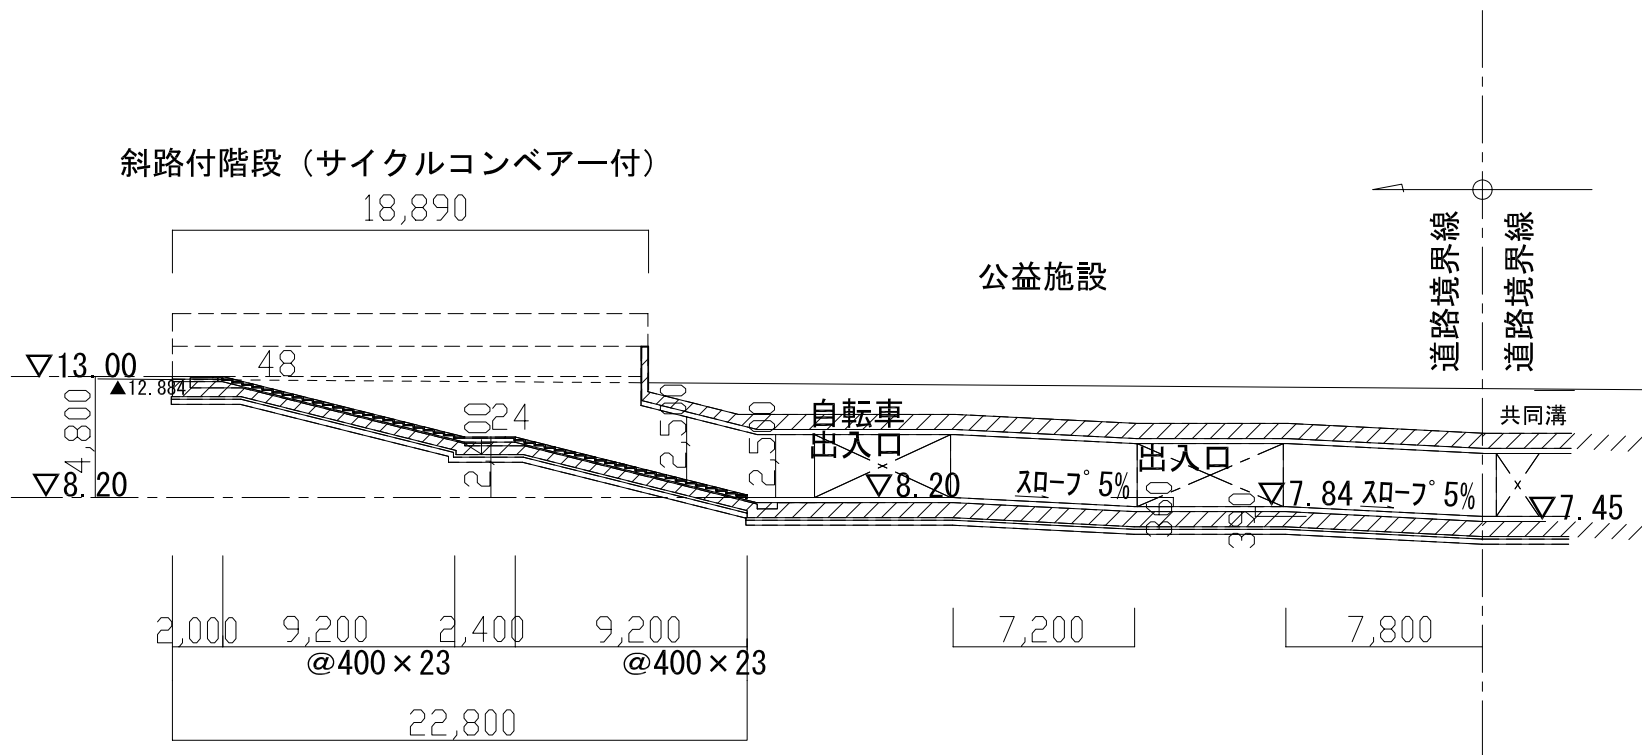 斜路付階段（サイクルコンベアー付）
18,890
公益施設
道路境界線
道路境界線
▽13.00
48
▲12.884
4,800
2,400
24
2,500
2,500
自転車
出入口
出入口
共同溝
▽8.20
▽8.20
スロープ5%
350
▽7.84
スロープ5%
390
▽7.45
2,000
9,200
2,400
9,200
7,200
7,800
@400×23
@400×23
22,800